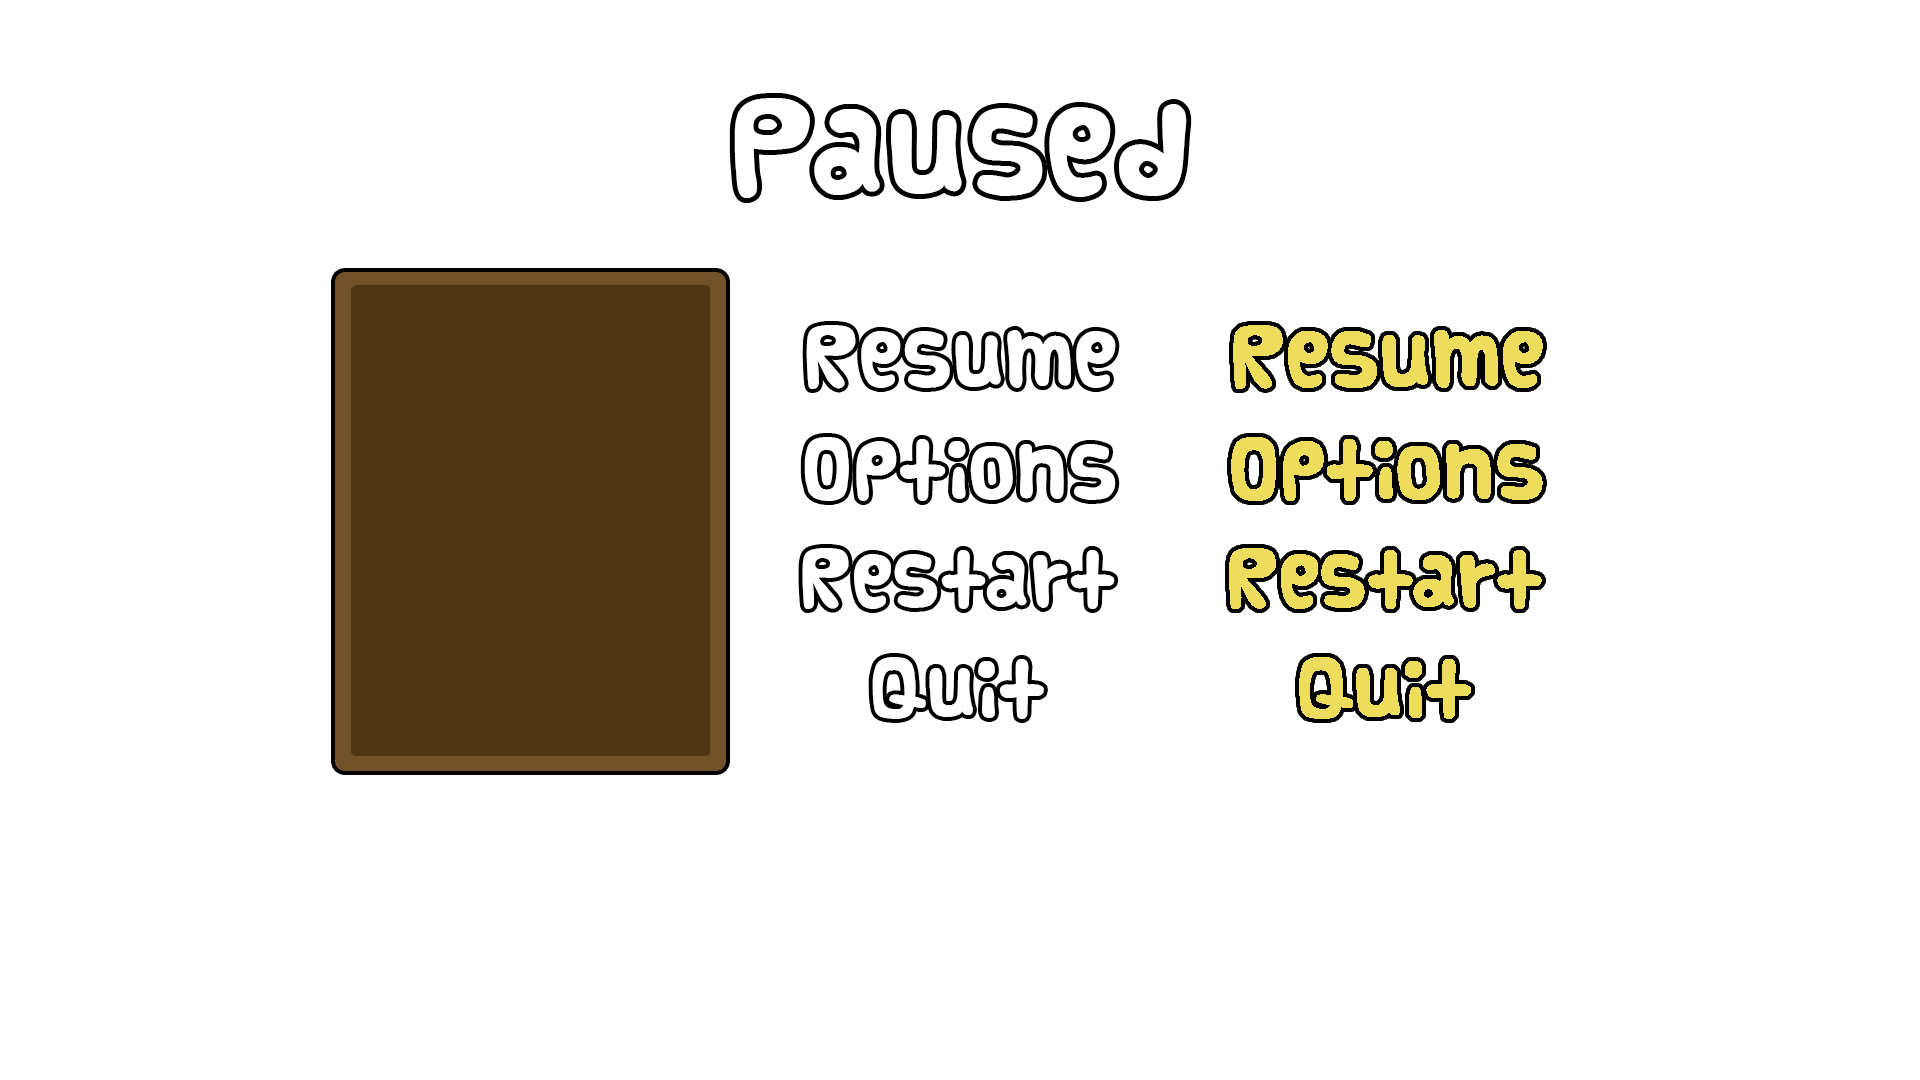 Paused
Resume Resume
Options Options
Restart Restart
Quit Quit